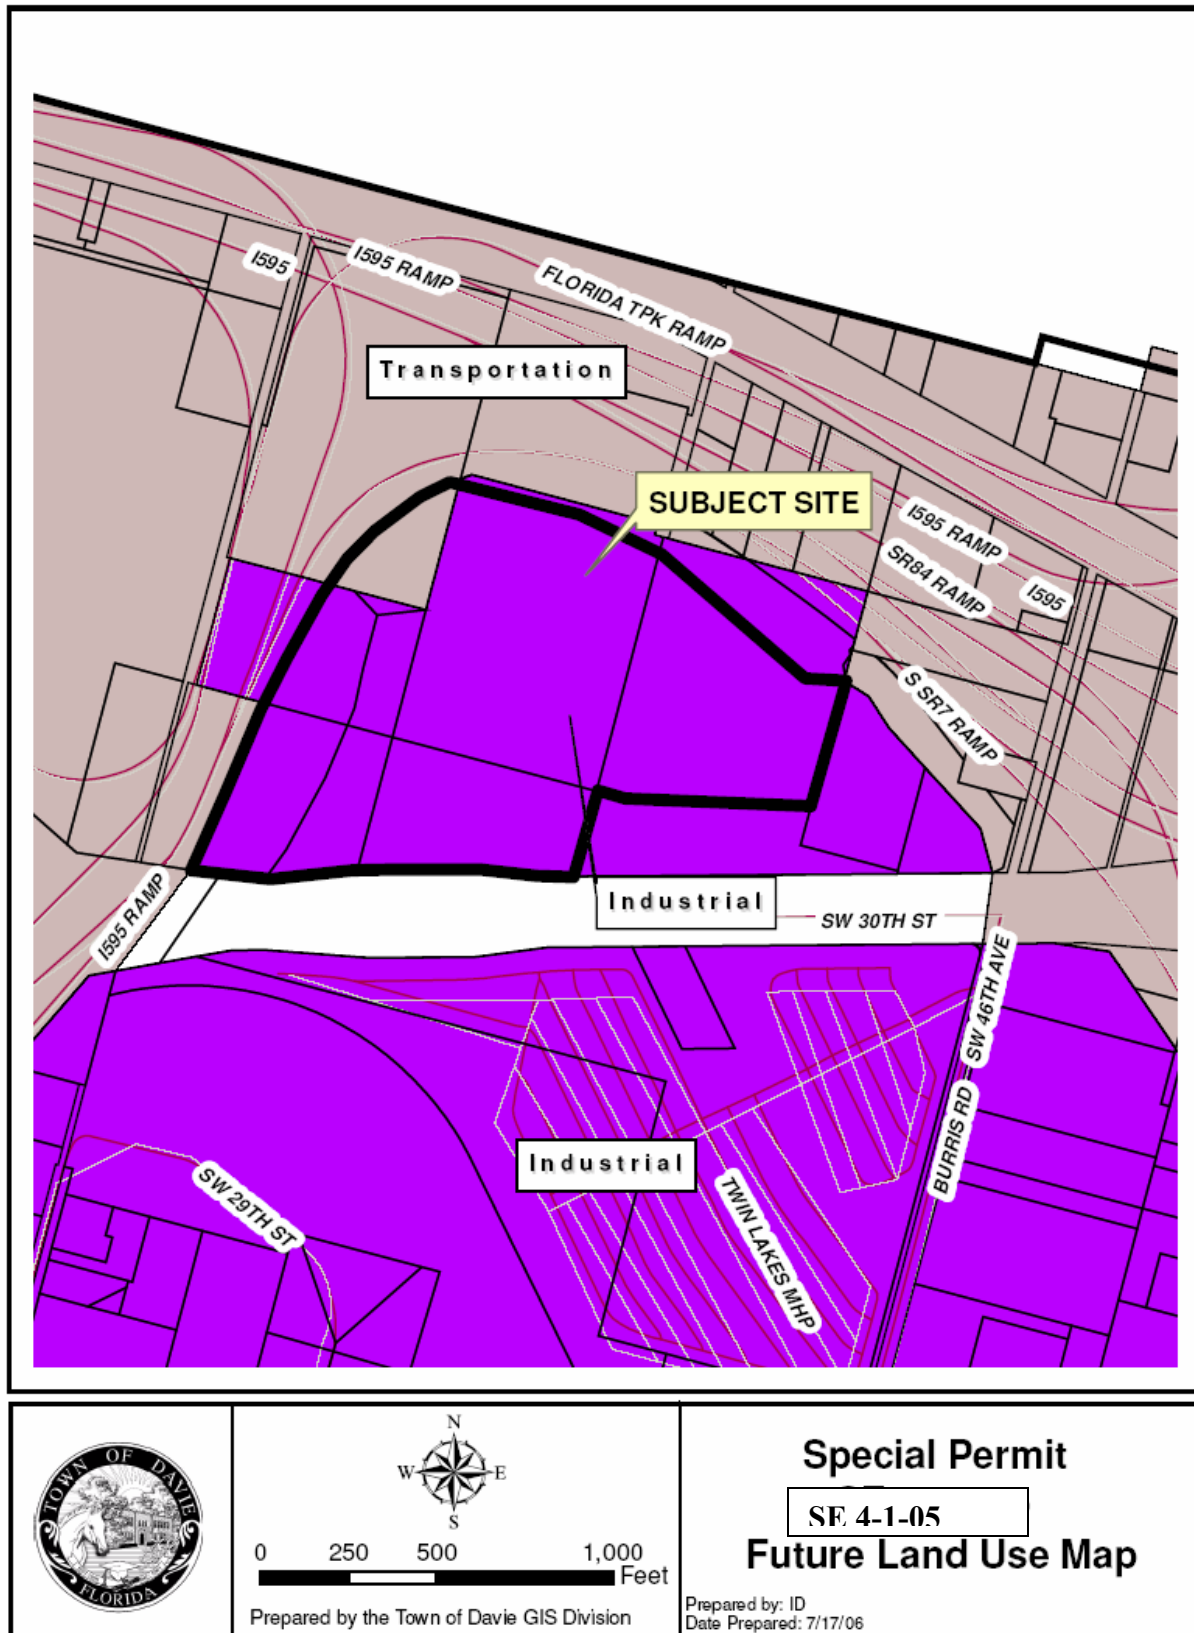 I595
I595 RAMP
FLORIDA TPK RAMP
Transportation
SUBJECT SITE
I595 RAMP
SR84 RAMP
I595
S SR7 RAMP
I595 RAMP
Industrial
SW 30TH ST
SW 46TH AVE
BURRIS RD
Industrial
SW 29TH ST
TWIN LAKES MHP
TOWN OF DAVIE
FLORIDA
N
W E
S
0 250 500 1,000
Feet
Prepared by the Town of Davie GIS Division
Special Permit
SE 4-1-05
Future Land Use Map
Prepared by: ID
Date Prepared: 7/17/06